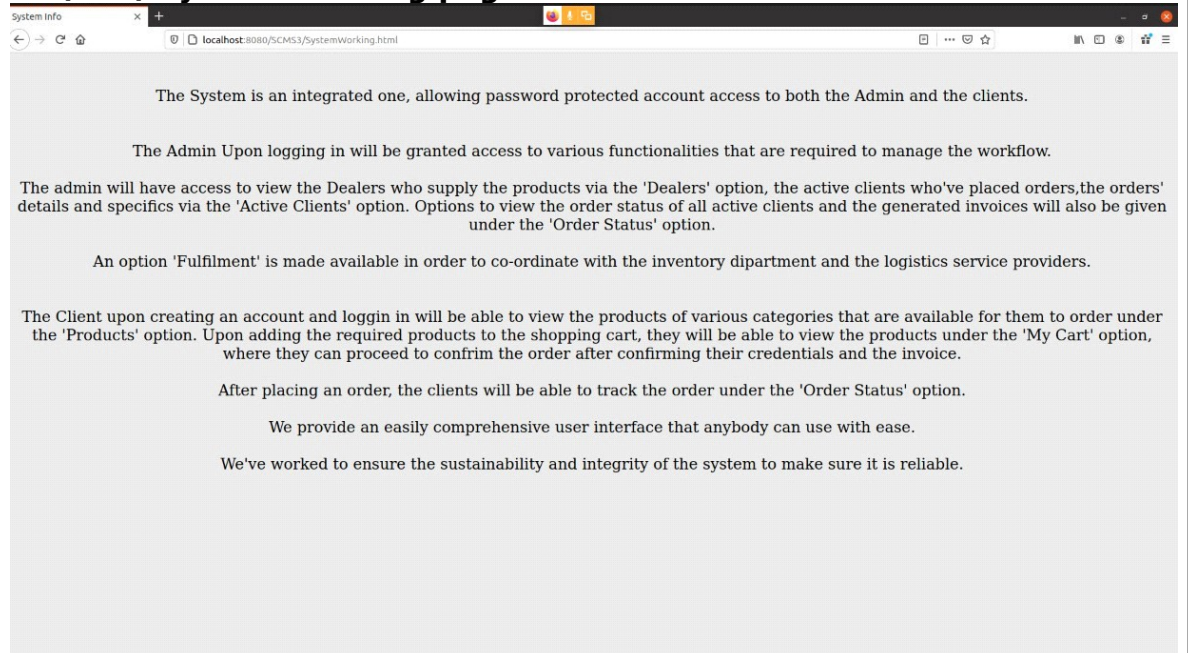 System Info
localhost:8080/SCMS3/SystemWorking.html
The System is an integrated one, allowing password protected account access to both the Admin and the clients.
The Admin Upon logging in will be granted access to various functionalities that are required to manage the workflow.
The admin will have access to view the Dealers who supply the products via the 'Dealers' option, the active clients who've placed orders,the orders'
details and specifics via the 'Active Clients' option. Options to view the order status of all active clients and the generated invoices will also be given
under the 'Order Status' option.
An option 'Fulfilment' is made available in order to co-ordinate with the inventory dipartment and the logistics service providers.
The Client upon creating an account and loggin in will be able to view the products of various categories that are available for them to order under
the 'Products' option. Upon adding the required products to the shopping cart, they will be able to view the products under the 'My Cart' option,
where they can proceed to confrim the order after confirming their credentials and the invoice.
After placing an order, the clients will be able to track the order under the 'Order Status' option.
We provide an easily comprehensive user interface that anybody can use with ease.
We've worked to ensure the sustainability and integrity of the system to make sure it is reliable.